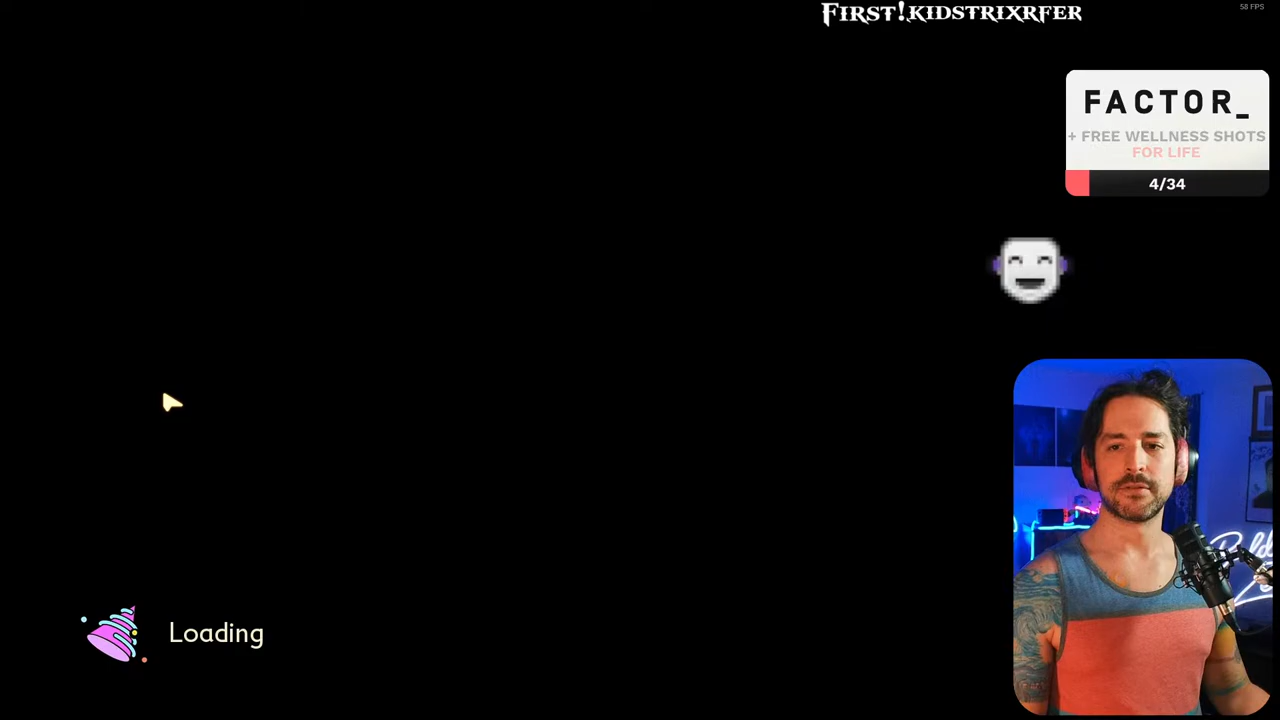 First!kidstrixrfer
58 FPS
FACTOR_
+ FREE WELLNESS SHOTS
FOR LIFE
4/34
Loading